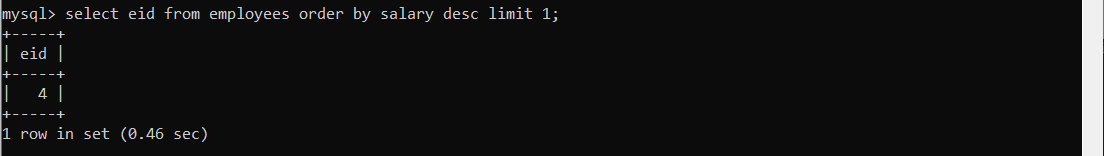 mysql> select eid from employees order by salary desc limit 1;
+-----+
| eid |
+-----+
|   4 |
+-----+
1 row in set (0.46 sec)